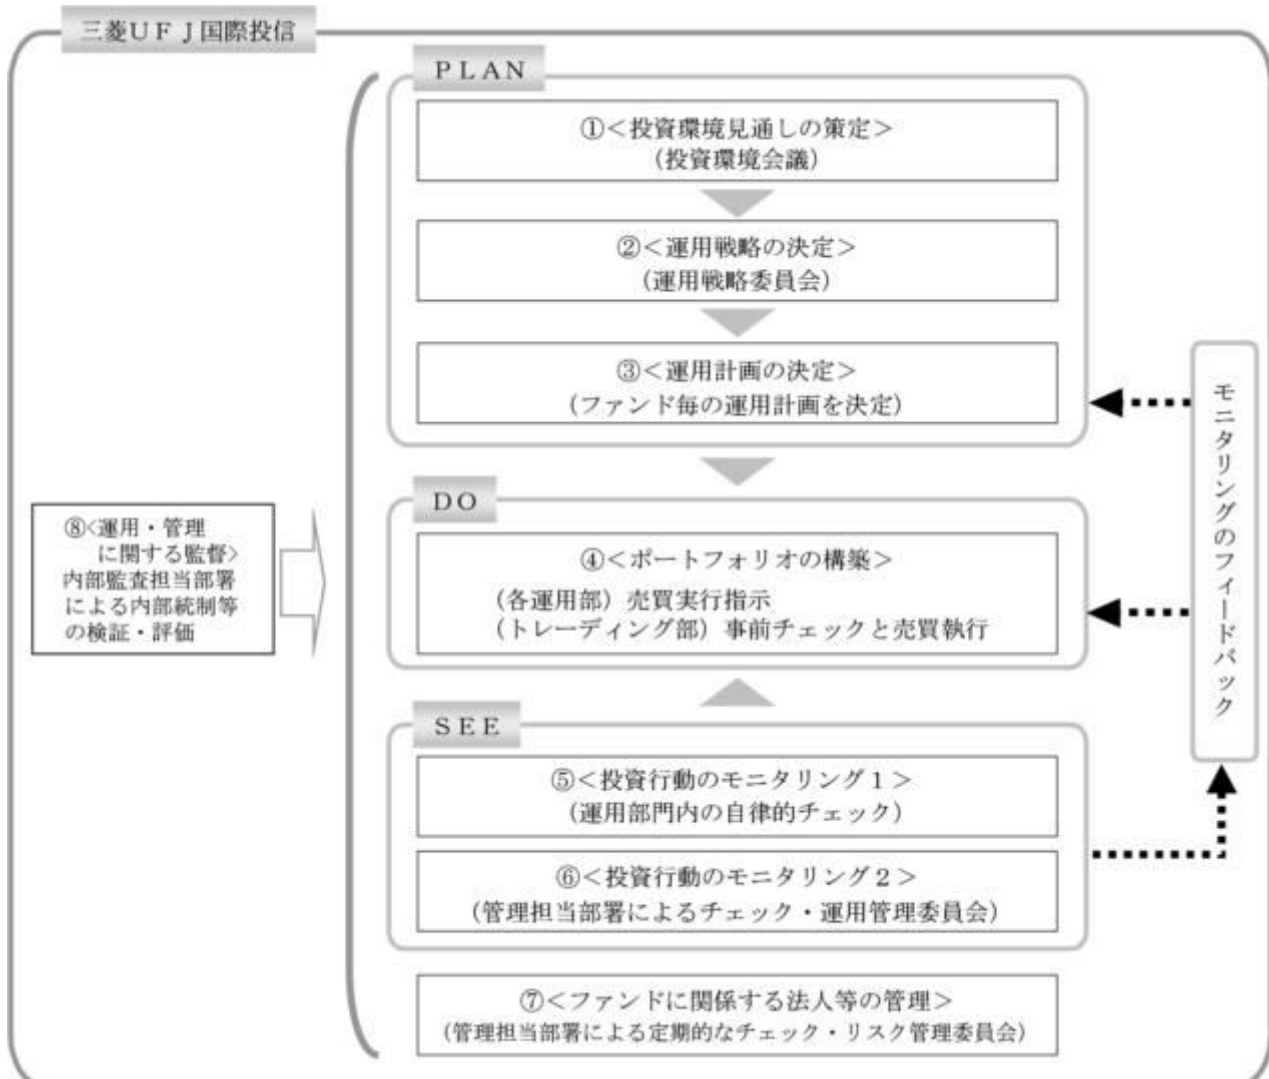 三菱ＵＦＪ国際投信
ＰＬＡＮ
①＜投資環境見通しの策定＞
（投資環境会議）
②＜運用戦略の決定＞
（運用戦略委員会）
③＜運用計画の決定＞
（ファンド毎の運用計画を決定）
ＤＯ
④＜ポートフォリオの構築＞
（各運用部）売買実行指示
（トレーディング部）事前チェックと売買執行
ＳＥＥ
⑤＜投資行動のモニタリング１＞
（運用部門内の自律的チェック）
⑥＜投資行動のモニタリング２＞
（管理担当部署によるチェック・運用管理委員会）
⑦＜ファンドに関係する法人等の管理＞
（管理担当部署による定期的なチェック・リスク管理委員会）
⑧<運用・管理
に関する監督>
内部監査担当部署
による内部統制等
の検証・評価
モニタリングのフィードバック